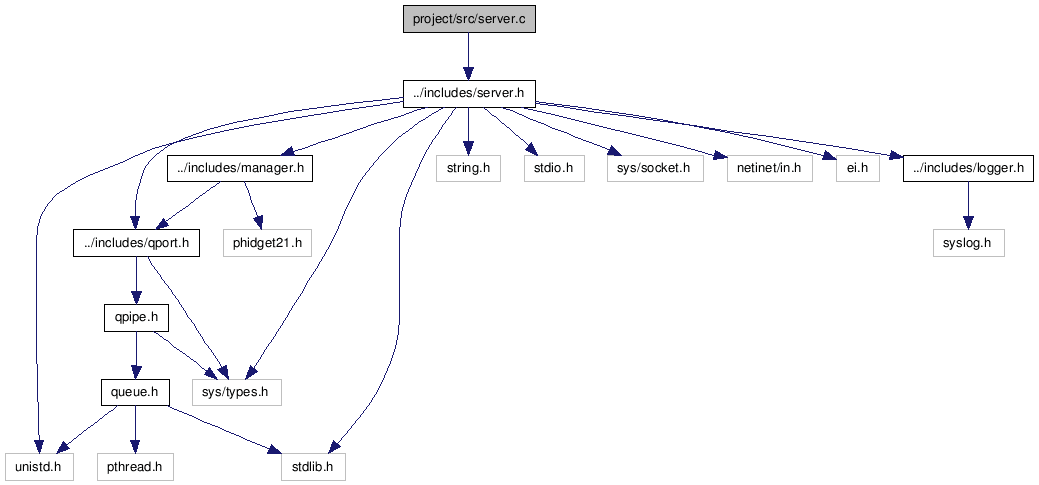 project/src/server.c
../includes/server.h
../includes/manager.h
string.h
stdio.h
sys/socket.h
netinet/in.h
ei.h
../includes/logger.h
../includes/qport.h
phidget21.h
syslog.h
qpipe.h
queue.h
sys/types.h
unistd.h
pthread.h
stdlib.h